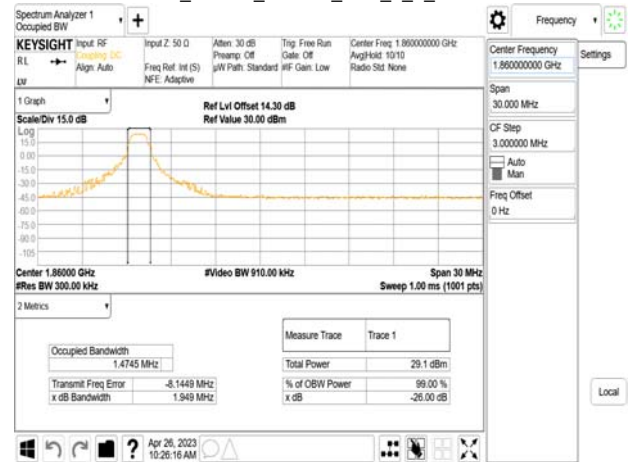 Spectrum Analyzer 1
Occupied BW
Frequency
KEYSIGHT
Input: RF
Coupling: DC
Align: Auto
Input Z: 50 Ω
Freq Ref: Int (S)
NFE: Adaptive
Atten: 30 dB
Preamp: Off
µW Path: Standard
Trig: Free Run
Gate: Off
#IF Gain: Low
Center Freq: 1.860000000 GHz
Avg|Hold: 10/10
Radio Std: None
RL
Center Frequency
1.860000000 GHz
Settings
Span
30.000 MHz
CF Step
3.000000 MHz
Auto
Man
Freq Offset
0 Hz
Local
1 Graph
Scale/Div 15.0 dB
Ref Lvl Offset 14.30 dB
Ref Value 30.00 dBm
Log
15.0
0.00
-15.0
-30.0
-45.0
-60.0
-75.0
-90.0
-105
Center 1.86000 GHz
#Res BW 300.00 kHz
#Video BW 910.00 kHz
Span 30 MHz
Sweep 1.00 ms (1001 pts)
2 Metrics
Measure Trace Trace 1
Occupied Bandwidth
1.4745 MHz
Total Power 29.1 dBm
Transmit Freq Error -8.1449 MHz
% of OBW Power 99.00 %
x dB Bandwidth 1.949 MHz
x dB -26.00 dB
Apr 26, 2023
10:26:16 AM